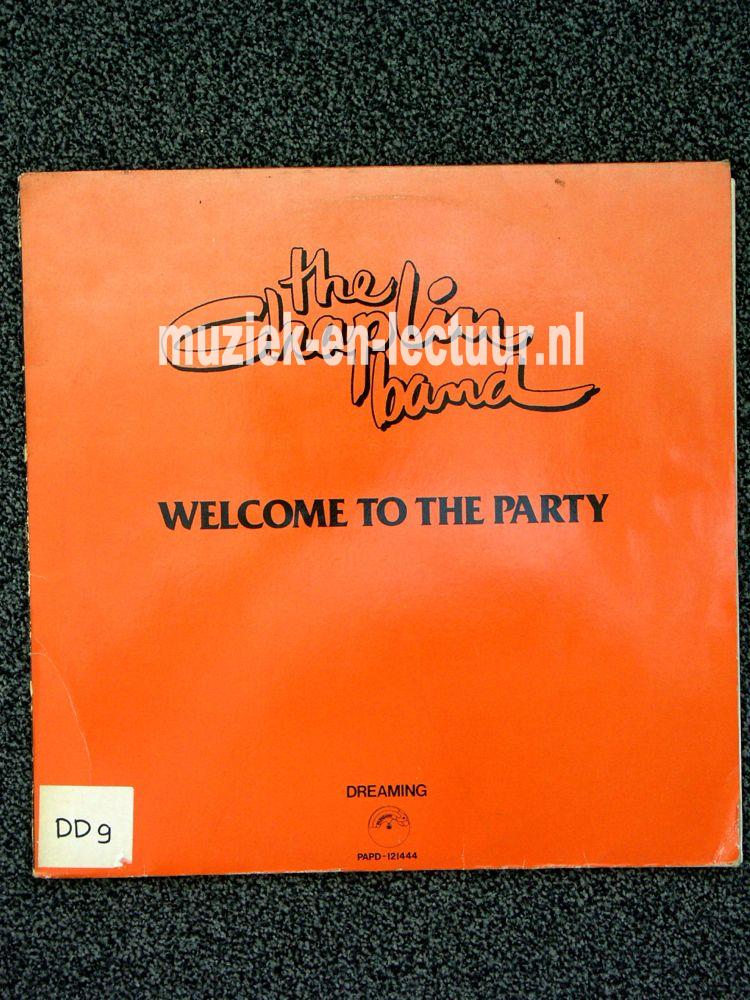 the
Chaplin
band
muziek-en-lectuur.nl
WELCOME TO THE PARTY
DREAMING
PAPD-121444
DD 9